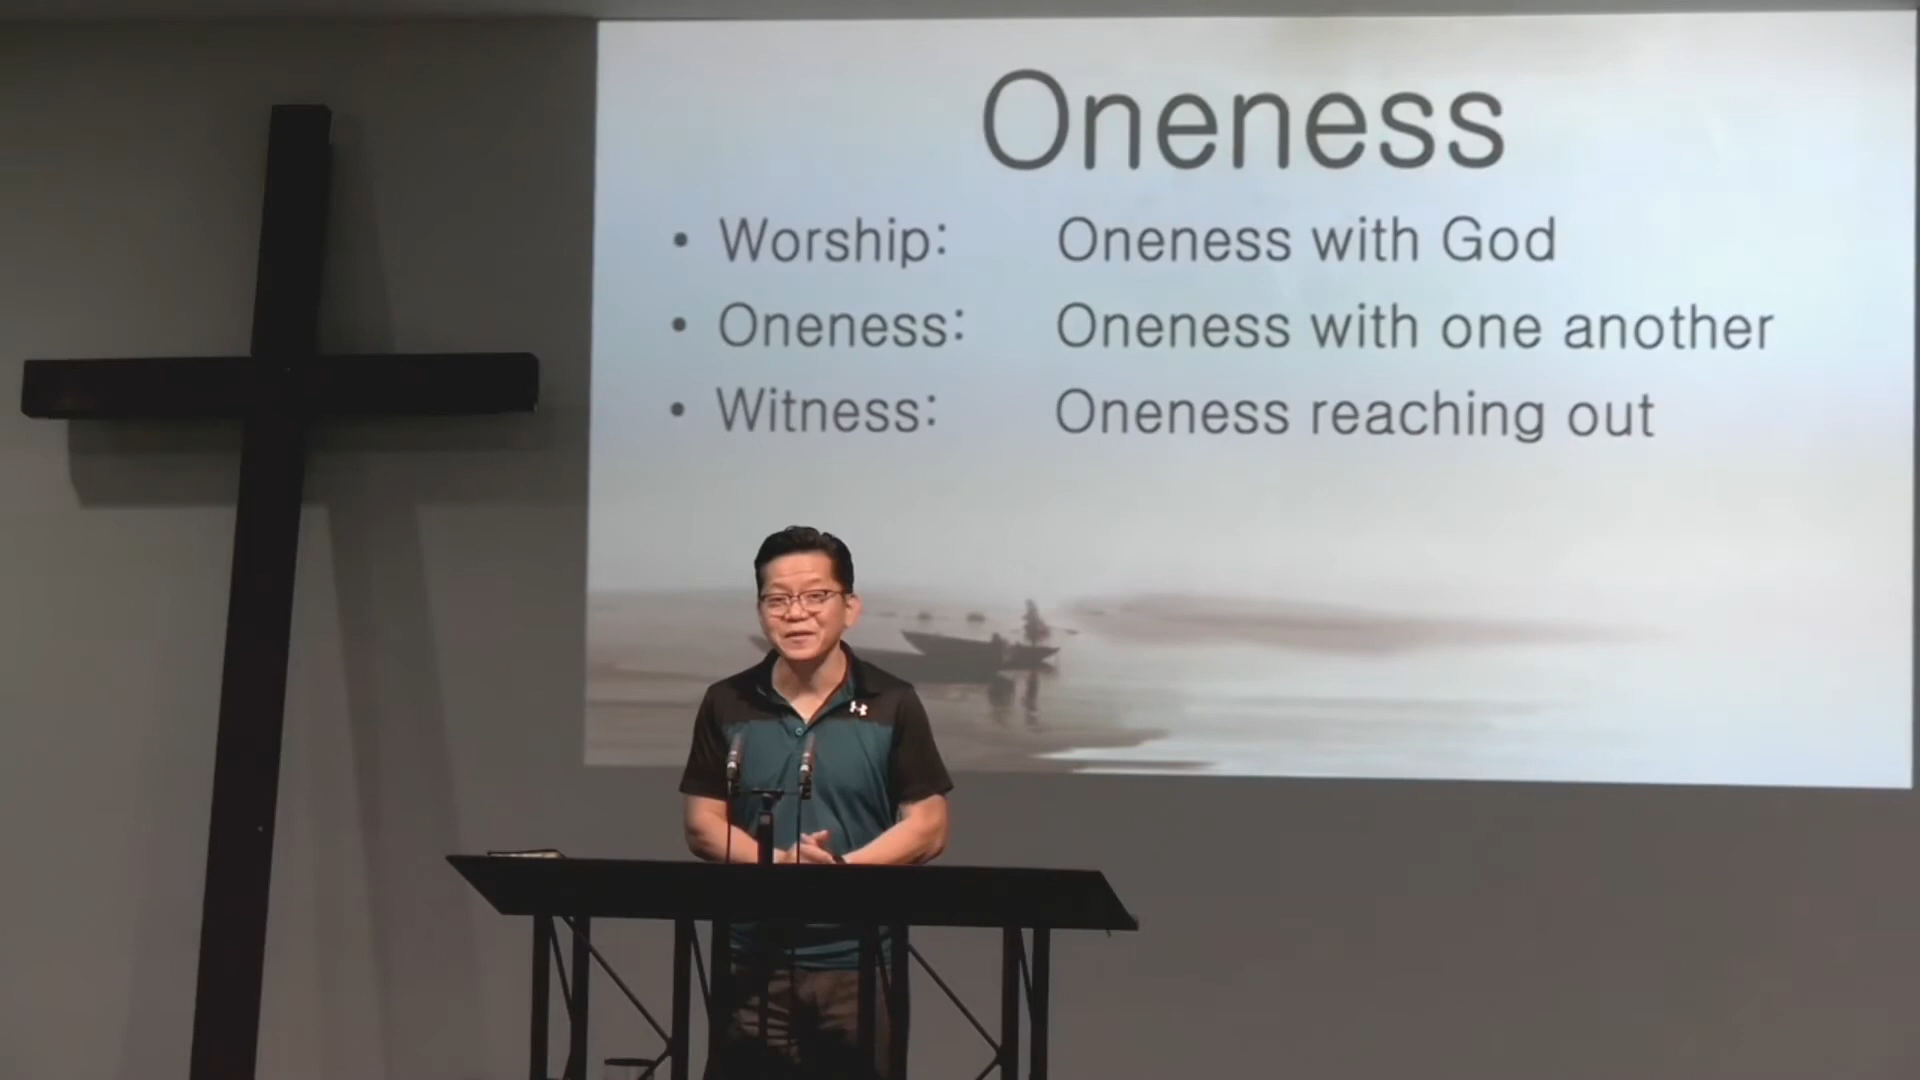 Oneness
• Worship: Oneness with God
• Oneness: Oneness with one another
• Witness: Oneness reaching out